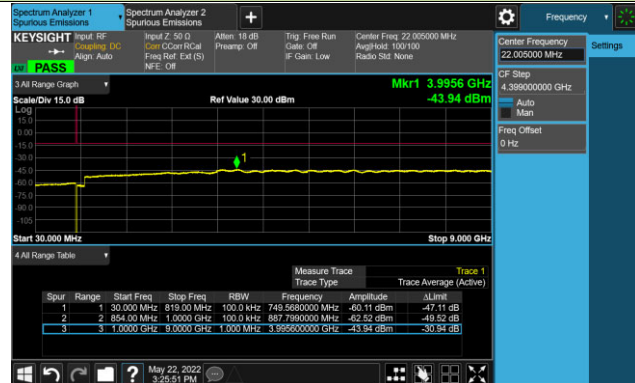 Spectrum Analyzer 1
Spurious Emissions
Spectrum Analyzer 2
Spurious Emissions
Frequency
KEYSIGHT
Input: RF
Coupling: DC
Align: Auto
Input Z: 50 Ω
Corr CCorr RCal
Freq Ref: Ext (S)
NFE: Off
Atten: 18 dB
Preamp: Off
Trig: Free Run
Gate: Off
IF Gain: Low
Center Freq: 22.005000 MHz
Avg|Hold: 100/100
Radio Std: None
PASS
3 All Range Graph
Mkr1 3.9956 GHz
Scale/Div 15.0 dB
Ref Value 30.00 dBm
-43.94 dBm
Log
15.0
0.00
-15.0
-30.0
-45.0
-60.0
-75.0
-90.0
-105
1
Start 30.000 MHz
Stop 9.000 GHz
4 All Range Table
Measure Trace
Trace 1
Trace Type
Trace Average (Active)
Spur Range Start Freq Stop Freq RBW Frequency Amplitude ΔLimit
1 1 30.000 MHz 819.00 MHz 100.0 kHz 749.5680000 MHz -60.11 dBm -47.11 dB
2 2 854.00 MHz 1.0000 GHz 100.0 kHz 887.7990000 MHz -62.52 dBm -49.52 dB
3 3 1.0000 GHz 9.0000 GHz 1.000 MHz 3.995600000 GHz -43.94 dBm -30.94 dB
May 22, 2022
3:25:51 PM
Center Frequency
22.005000 MHz
Settings
CF Step
4.399000000 GHz
Auto
Man
Freq Offset
0 Hz